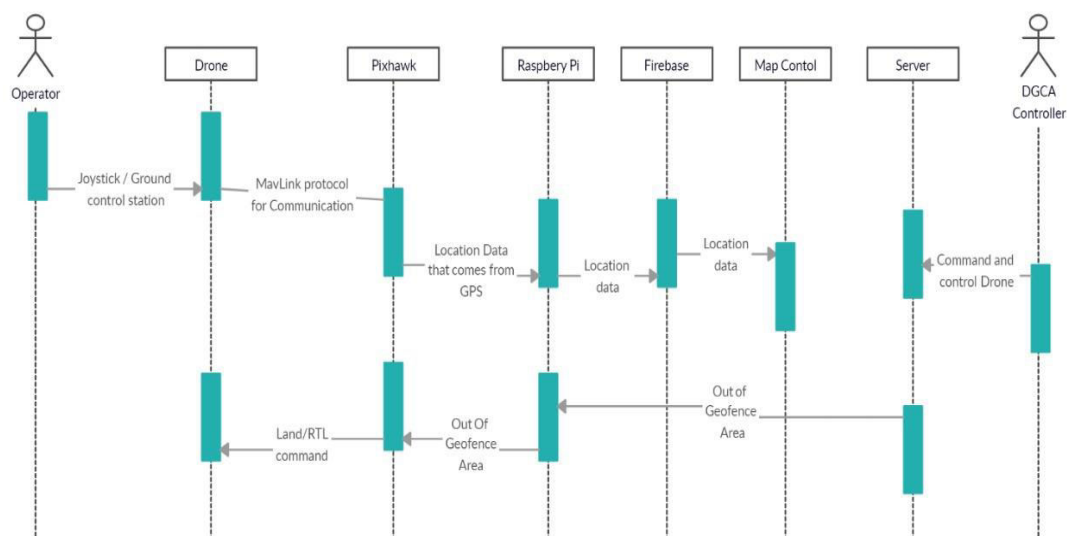 Operator
Drone
Pixhawk
Raspbery Pi
Firebase
Map Contol
Server
DGCA
Controller
Joystick / Ground
control station
MavLink protocol
for Communication
Location Data
that comes from
GPS
Location
data
Location
data
Command and
control Drone
Out of
Geofence
Area
Out Of
Geofence
Area
Land/RTL
command